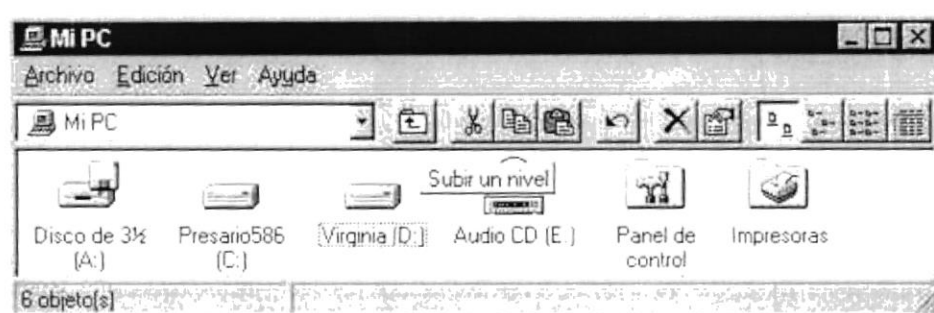 Mi PC
Archivo Edición Ver Ayuda
Mi PC
Subir un nivel
Disco de 3½ (A:)
Presario586 (C:)
Virginia (D:)
Audio CD (E:)
Panel de control
Impresoras
6 objeto(s)